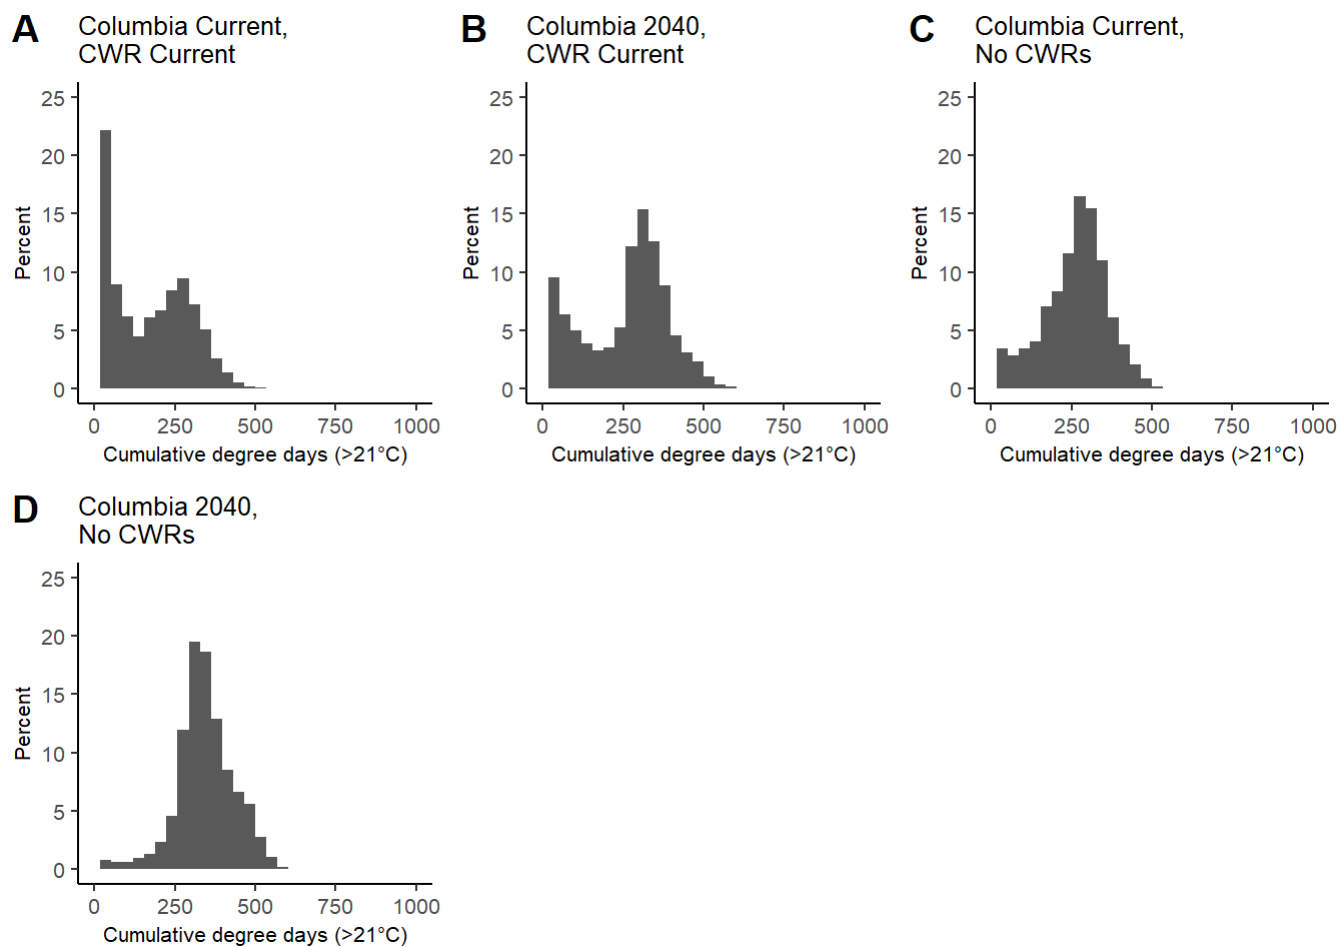 A Columbia Current,
CWR Current
25
20
15
10
5
0
Percent
0 250 500 750 1000
Cumulative degree days (>21°C)
B Columbia 2040,
CWR Current
25
20
15
10
5
0
Percent
0 250 500 750 1000
Cumulative degree days (>21°C)
C Columbia Current,
No CWRs
25
20
15
10
5
0
Percent
0 250 500 750 1000
Cumulative degree days (>21°C)
D Columbia 2040,
No CWRs
25
20
15
10
5
0
Percent
0 250 500 750 1000
Cumulative degree days (>21°C)